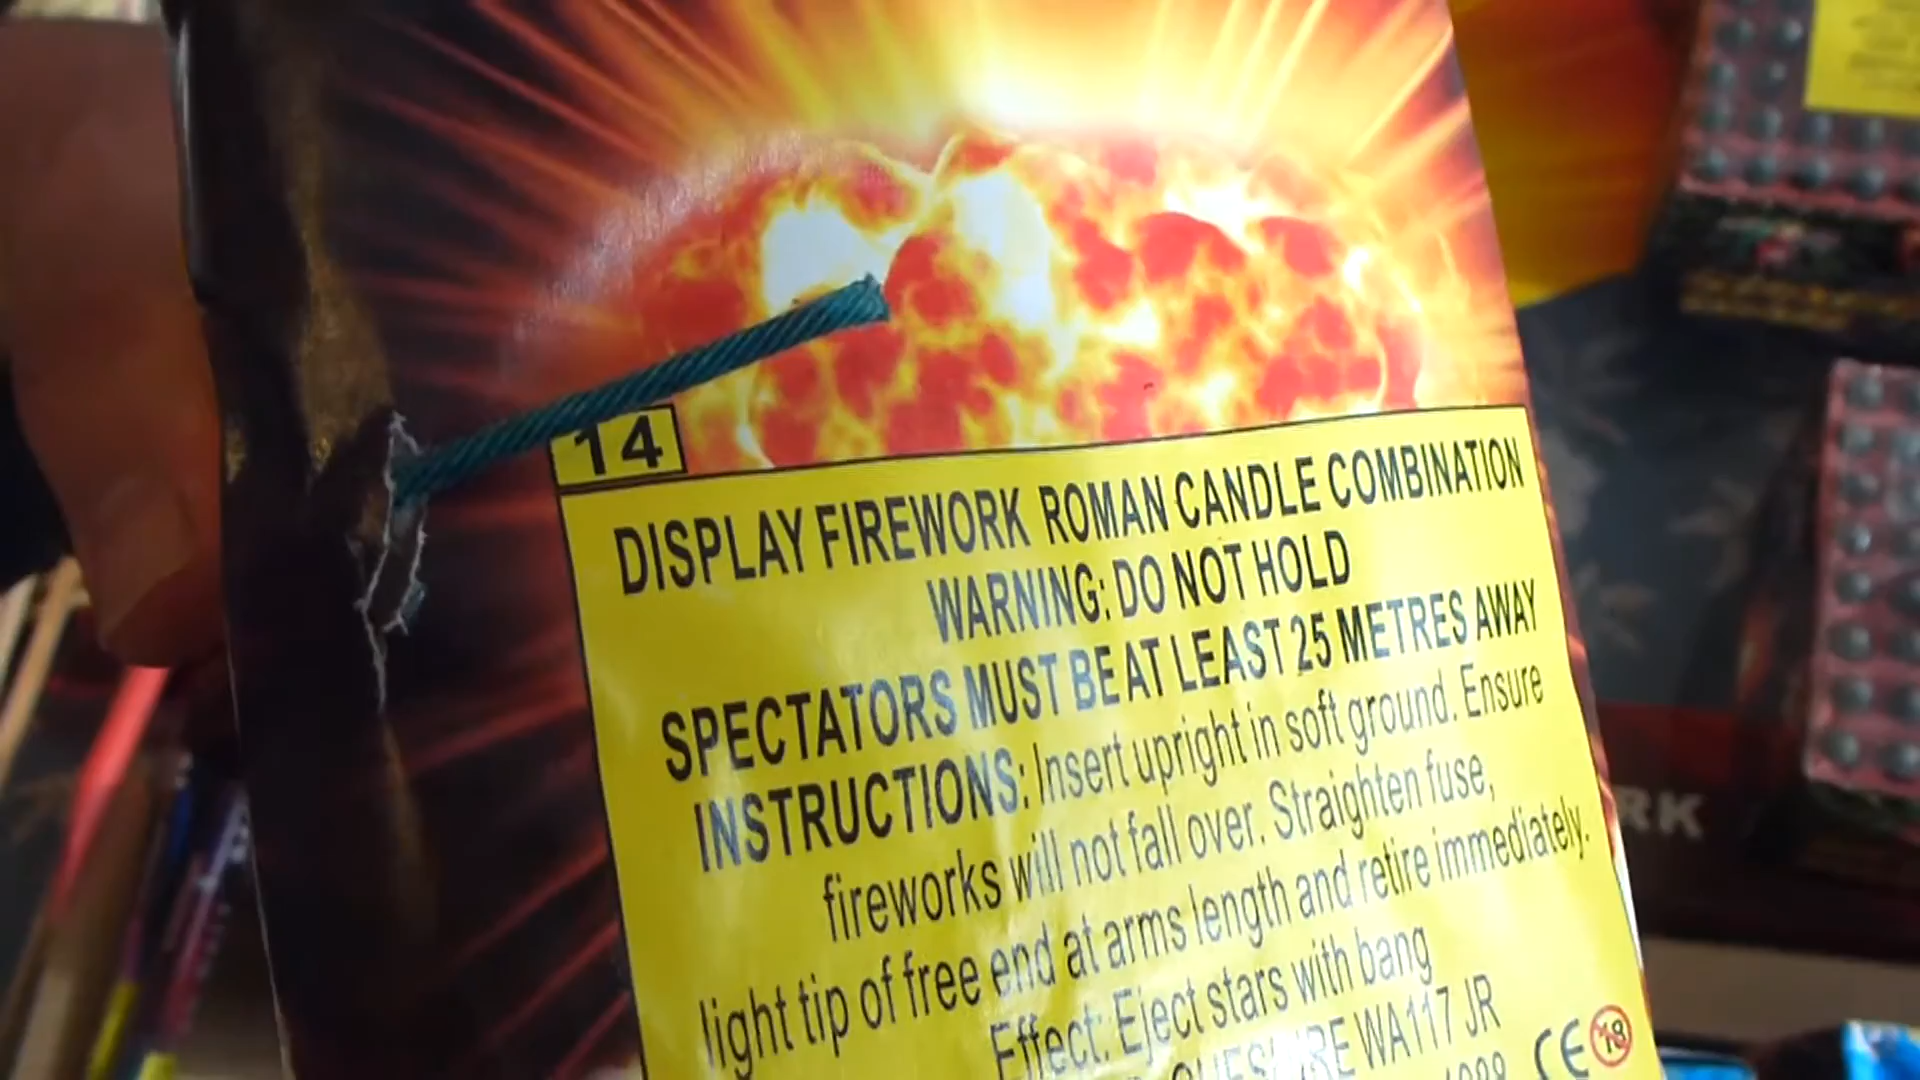 14
DISPLAY FIREWORK ROMAN CANDLE COMBINATION
WARNING: DO NOT HOLD
SPECTATORS MUST BE AT LEAST 25 METRES AWAY
INSTRUCTIONS: Insert upright in soft ground. Ensure
fireworks will not fall over. Straighten fuse,
light tip of free end at arms length and retire immediately.
Effect: Eject stars with bang
WA117 JR
CE 18